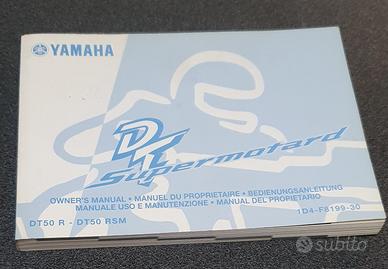 YAMAHA
DT
Supermotard
OWNER'S MANUAL • MANUEL DU PROPRIETAIRE • BEDIENUNGSANLEITUNG
MANUALE USO E MANUTENZIONE • MANUAL DEL PROPIETARIO
DT50 R - DT50 RSM
1D4-F8199-30
subito